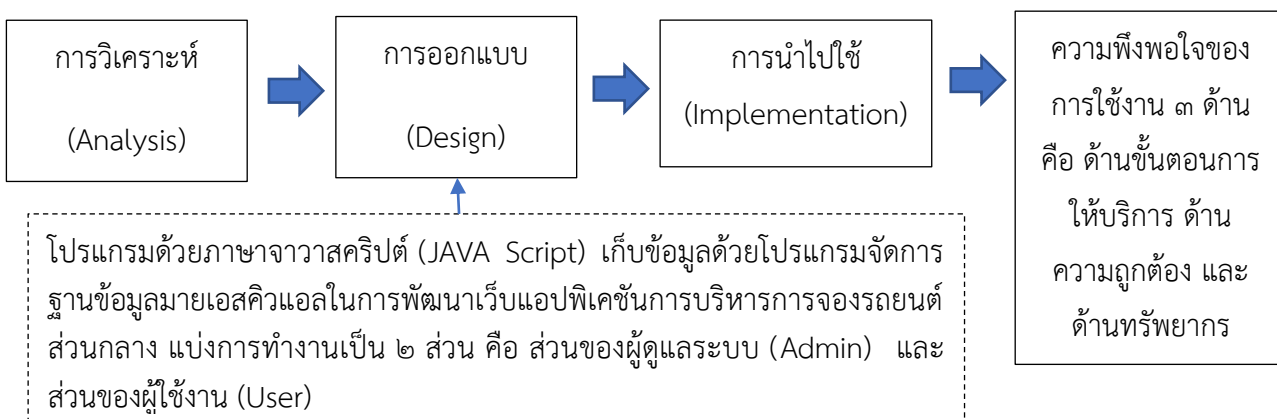 การวิเคราะห์
(Analysis)
การออกแบบ
(Design)
การนำไปใช้
(Implementation)
ความพึงพอใจของ
การใช้งาน ๓ ด้าน
คือ ด้านขั้นตอนการ
ให้บริการ ด้าน
ความถูกต้อง และ
ด้านทรัพยากร
โปรแกรมด้วยภาษาจาวาสคริปต์ (JAVA Script) เก็บข้อมูลด้วยโปรแกรมจัดการ
ฐานข้อมูลมายเอสคิวแอลในการพัฒนาเว็บแอปพิเคชันการบริหารการจองรถยนต์
ส่วนกลาง แบ่งการทำงานเป็น ๒ ส่วน คือ ส่วนของผู้ดูแลระบบ (Admin) และ
ส่วนของผู้ใช้งาน (User)